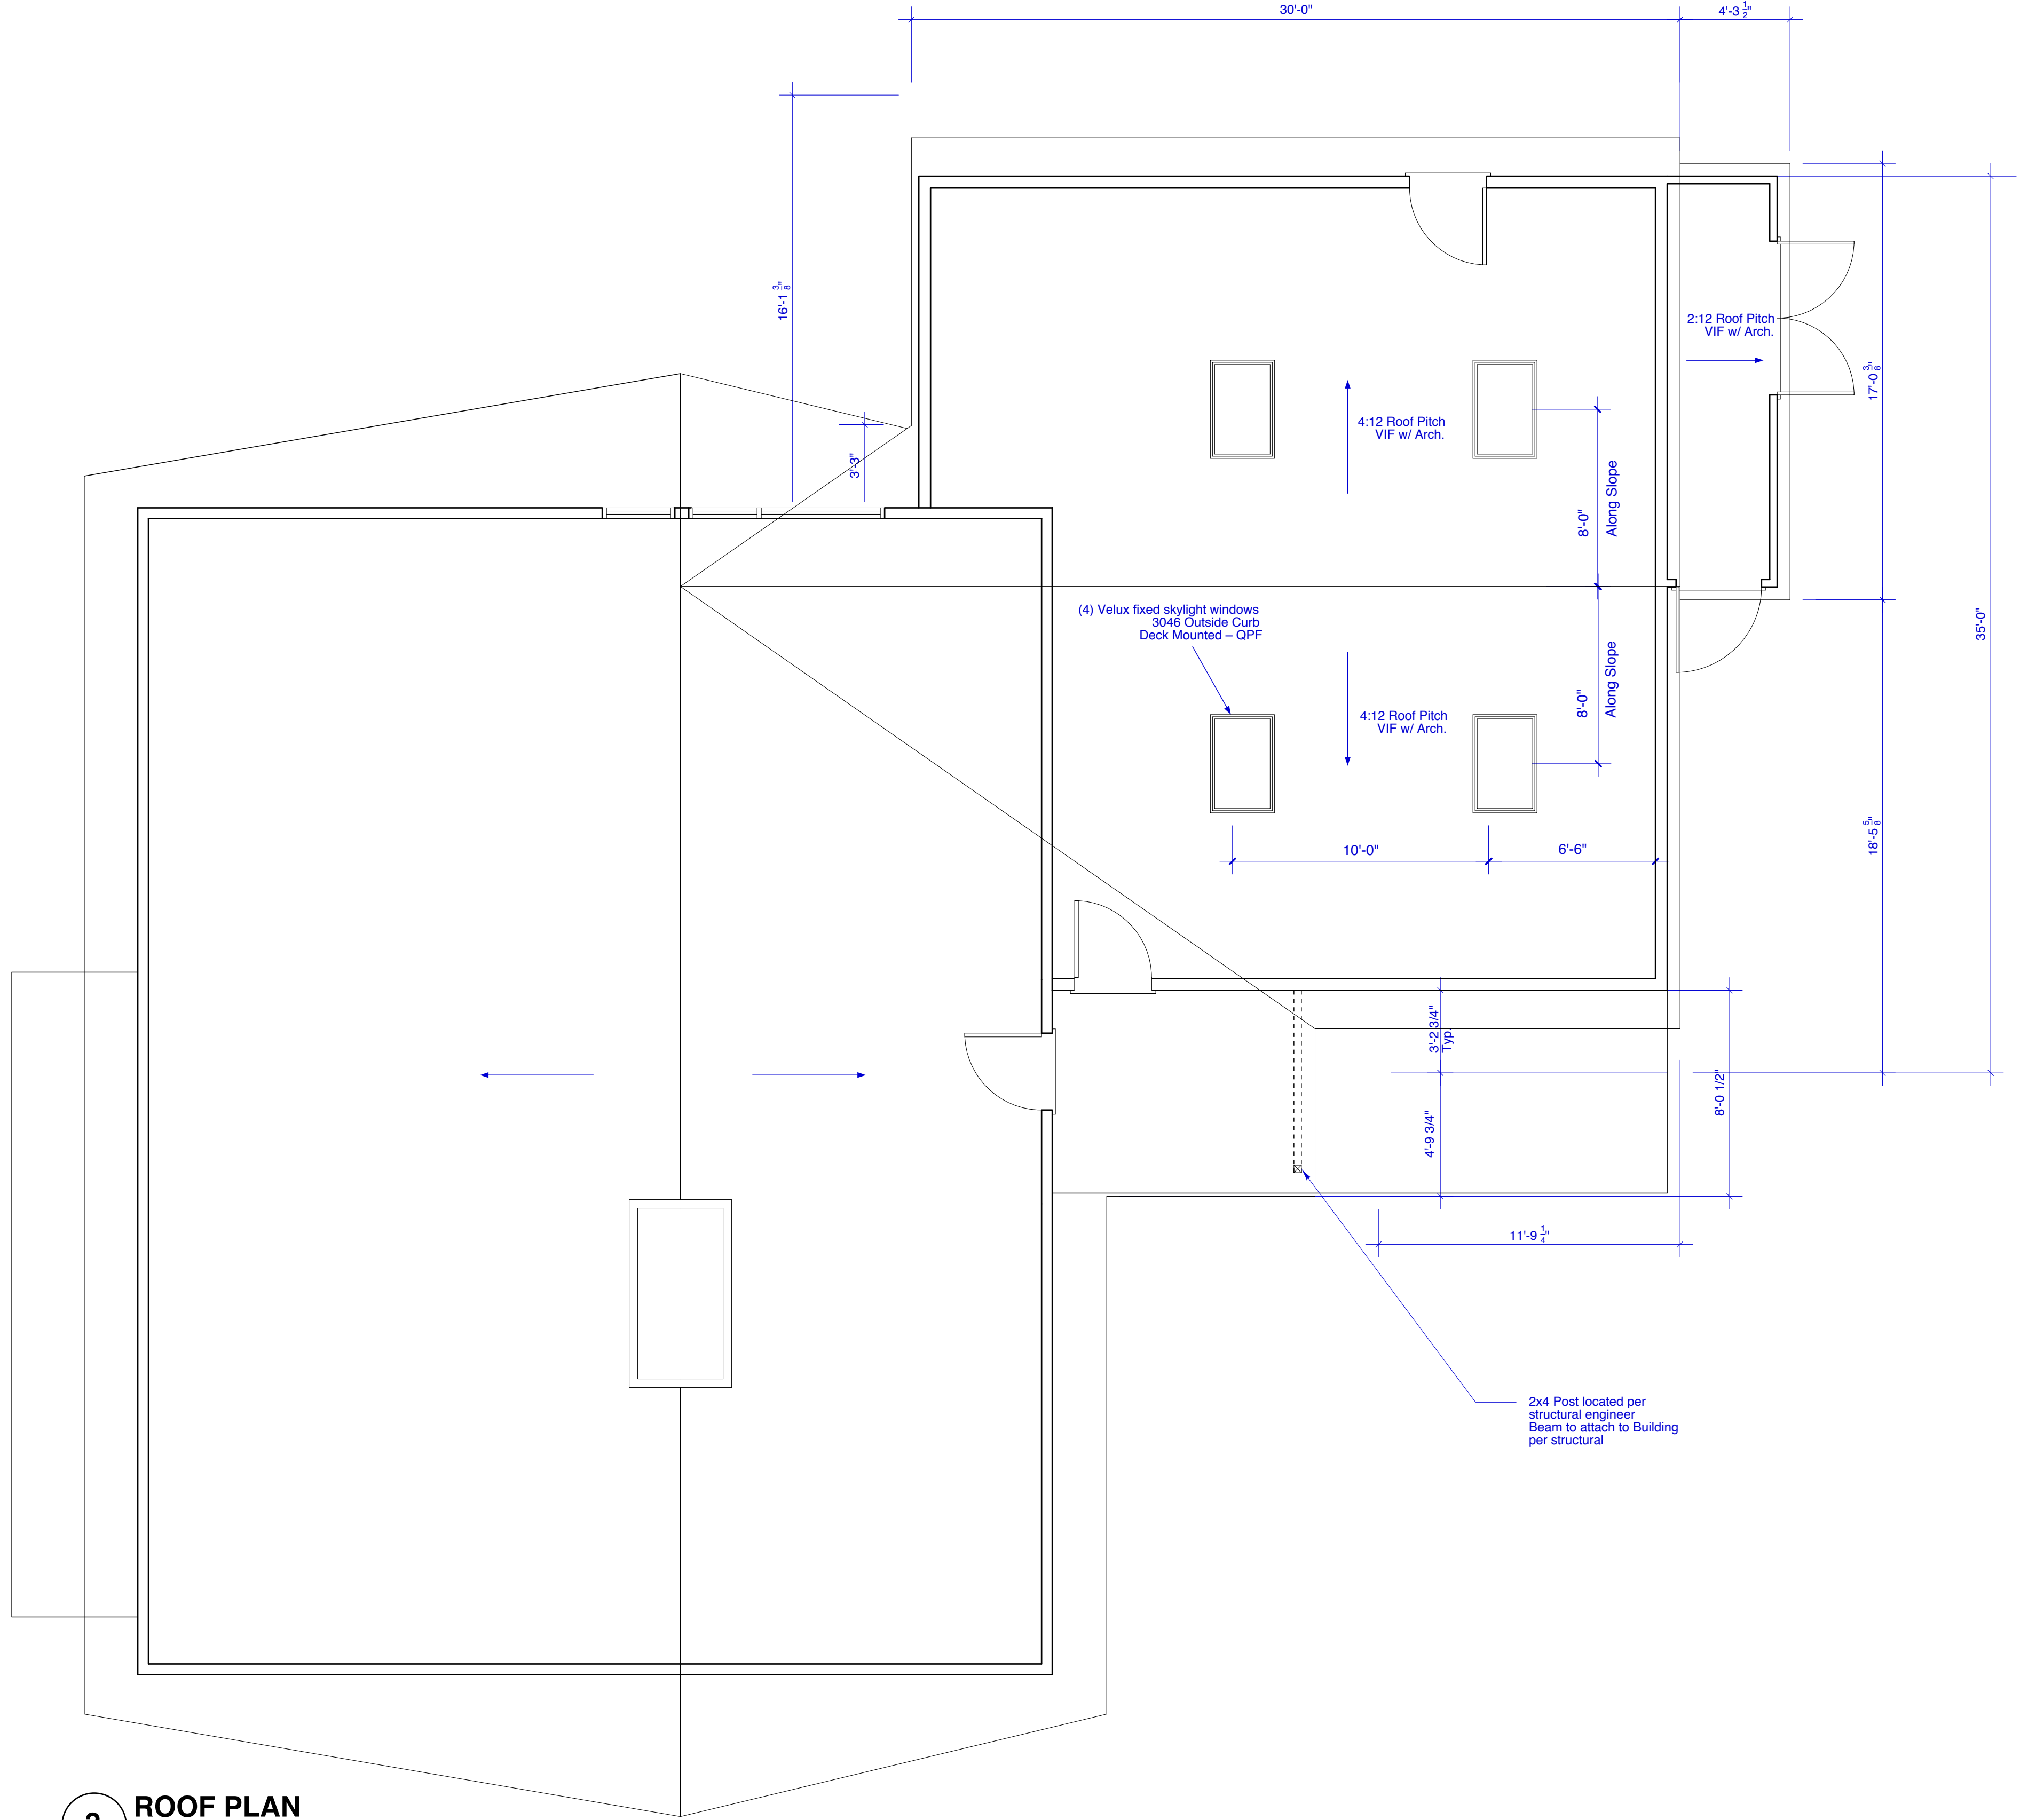 30'-0"
4'-3 1/2"
16'-1 3/8"
3'-3"
2:12 Roof Pitch
VIF w/ Arch.
17'-0 3/8"
4:12 Roof Pitch
VIF w/ Arch.
8'-0"
Along Slope
(4) Velux fixed skylight windows
3046 Outside Curb
Deck Mounted – QPF
35'-0"
8'-0"
Along Slope
4:12 Roof Pitch
VIF w/ Arch.
18'-5 5/8"
10'-0"
6'-6"
3'-2 3/4"
Typ.
8'-0 1/2"
4'-9 3/4"
11'-9 1/4"
2x4 Post located per
structural engineer
Beam to attach to Building
per structural
ROOF PLAN